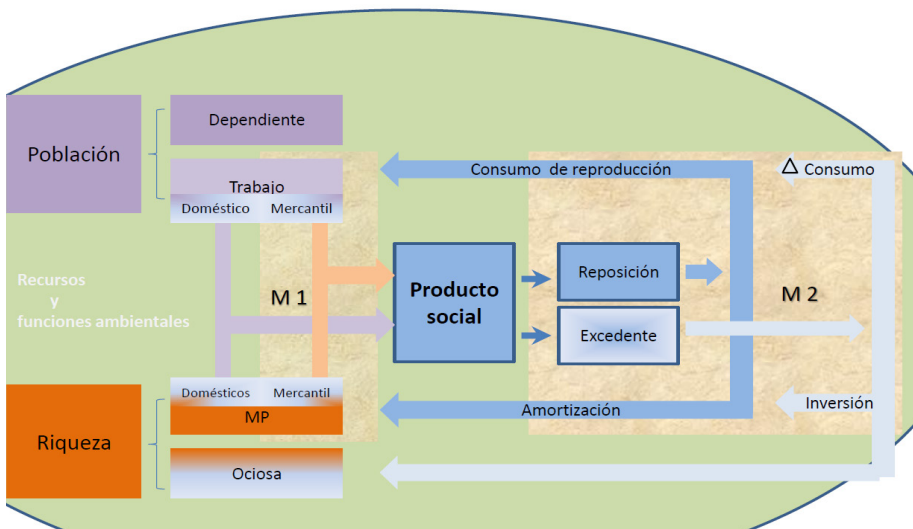 Dependiente
Población
Trabajo
Doméstico Mercantil
Consumo de reproducción
△ Consumo
Recursos
y
funciones ambientales
M 1
Producto
social
Reposición
Excedente
M 2
Domésticos Mercantil
MP
Amortización
Inversión
Riqueza
Ociosa